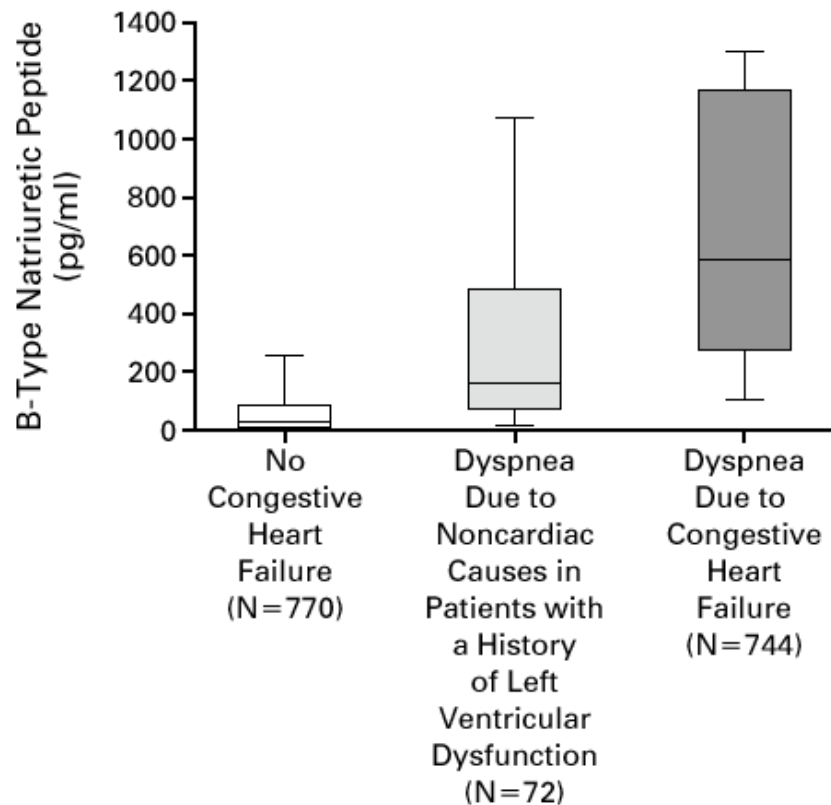 B-Type Natriuretic Peptide
(pg/ml)
1400
1200
1000
800
600
400
200
0
No
Congestive
Heart
Failure
(N=770)
Dyspnea
Due to
Noncardiac
Causes in
Patients with
a History
of Left
Ventricular
Dysfunction
(N=72)
Dyspnea
Due to
Congestive
Heart
Failure
(N=744)